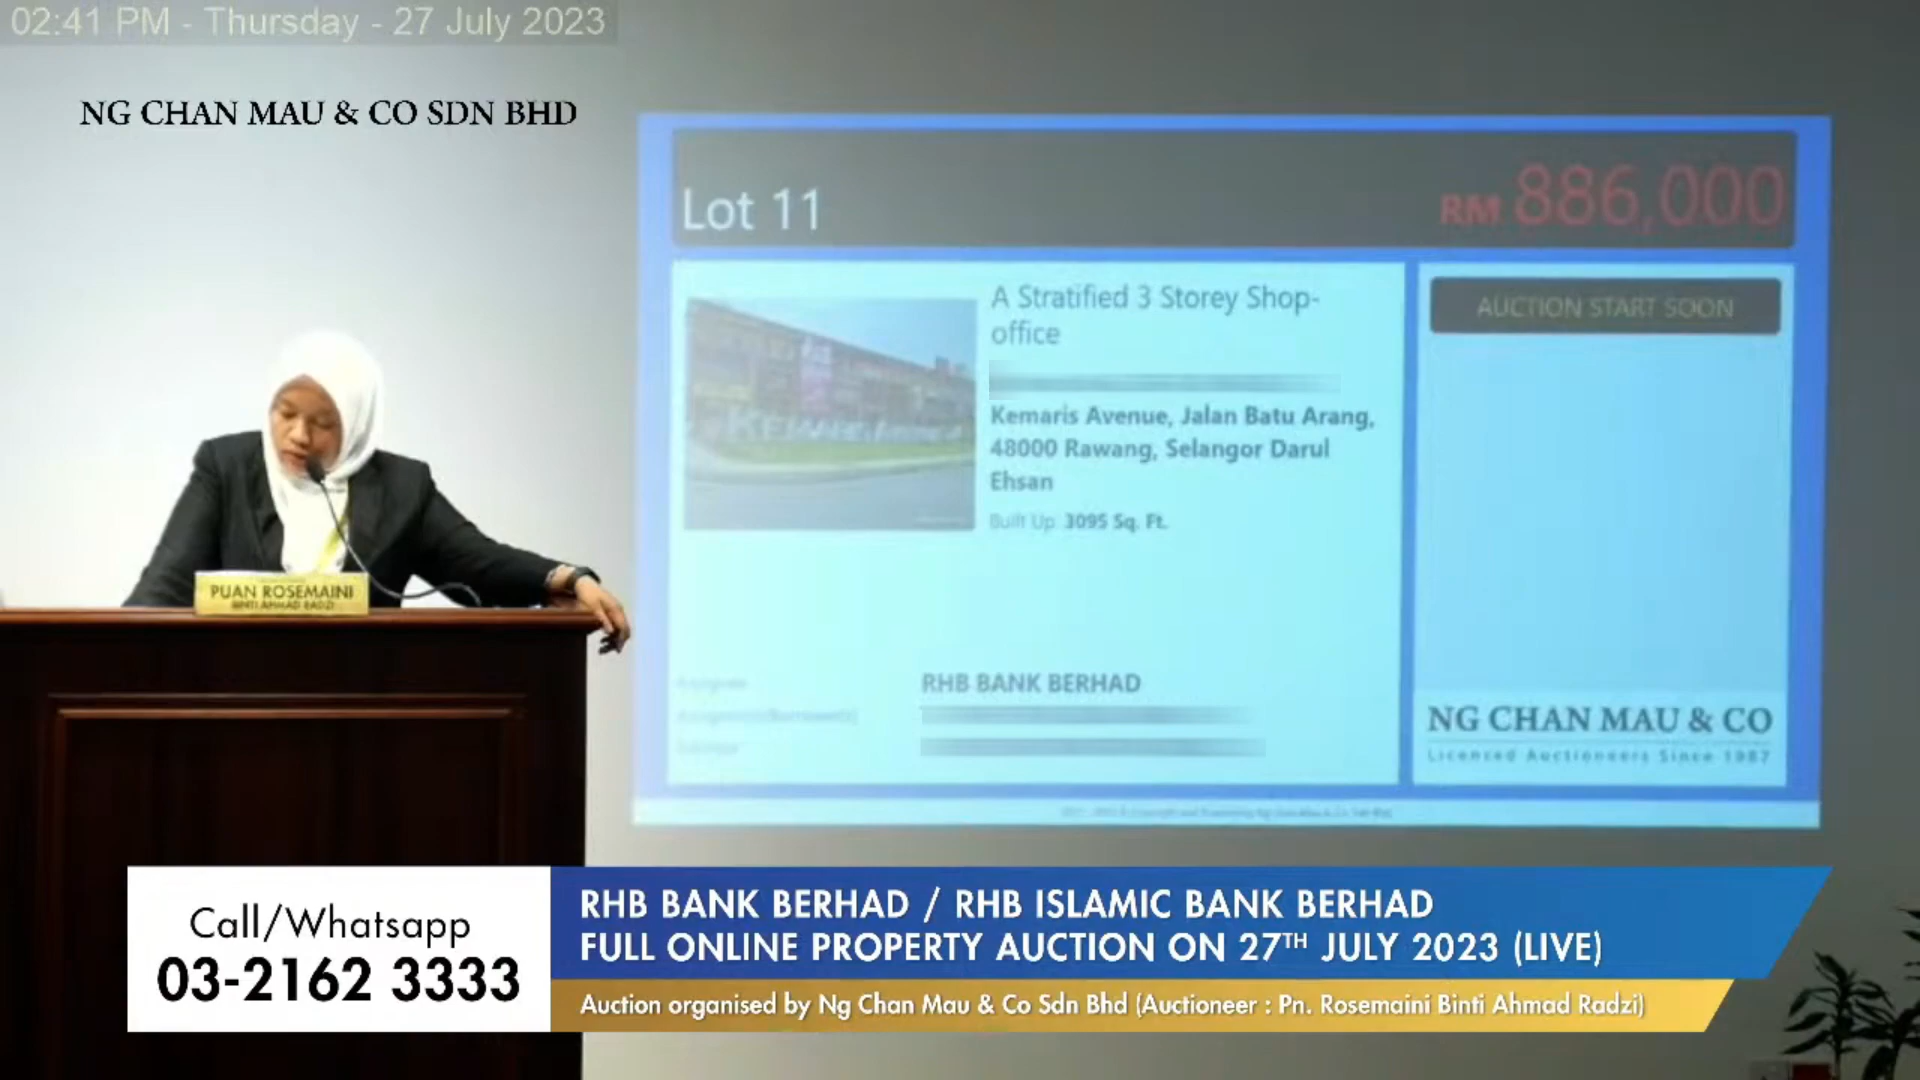 02:41 PM - Thursday - 27 July 2023
NG CHAN MAU & CO SDN BHD
Lot 11
RM 886,000
A Stratified 3 Storey Shop-
office
Kemaris Avenue, Jalan Batu Arang,
48000 Rawang, Selangor Darul
Ehsan
Built Up 3095 Sq. Ft.
AUCTION START SOON
RHB BANK BERHAD
NG CHAN MAU & CO
Licensed Auctioneers Since 1987
PUAN ROSEMAINI
BINTI AHMAD RADZI
Call/Whatsapp
03-2162 3333
RHB BANK BERHAD / RHB ISLAMIC BANK BERHAD
FULL ONLINE PROPERTY AUCTION ON 27TH JULY 2023 (LIVE)
Auction organised by Ng Chan Mau & Co Sdn Bhd (Auctioneer : Pn. Rosemaini Binti Ahmad Radzi)